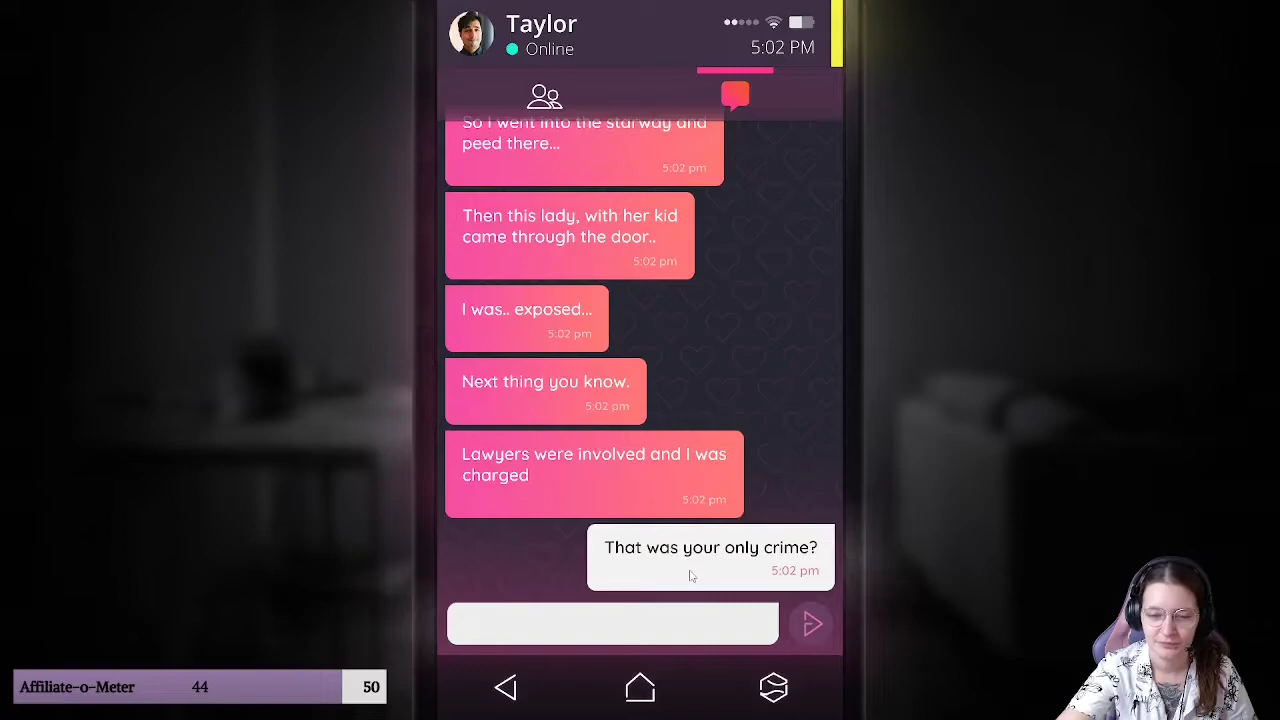 Taylor
Online
5:02 PM
So I went into the starway and
peed there...
5:02 pm
Then this lady, with her kid
came through the door..
5:02 pm
I was.. exposed...
5:02 pm
Next thing you know.
5:02 pm
Lawyers were involved and I was
charged
5:02 pm
That was your only crime?
5:02 pm
Affiliate-o-Meter 44 50